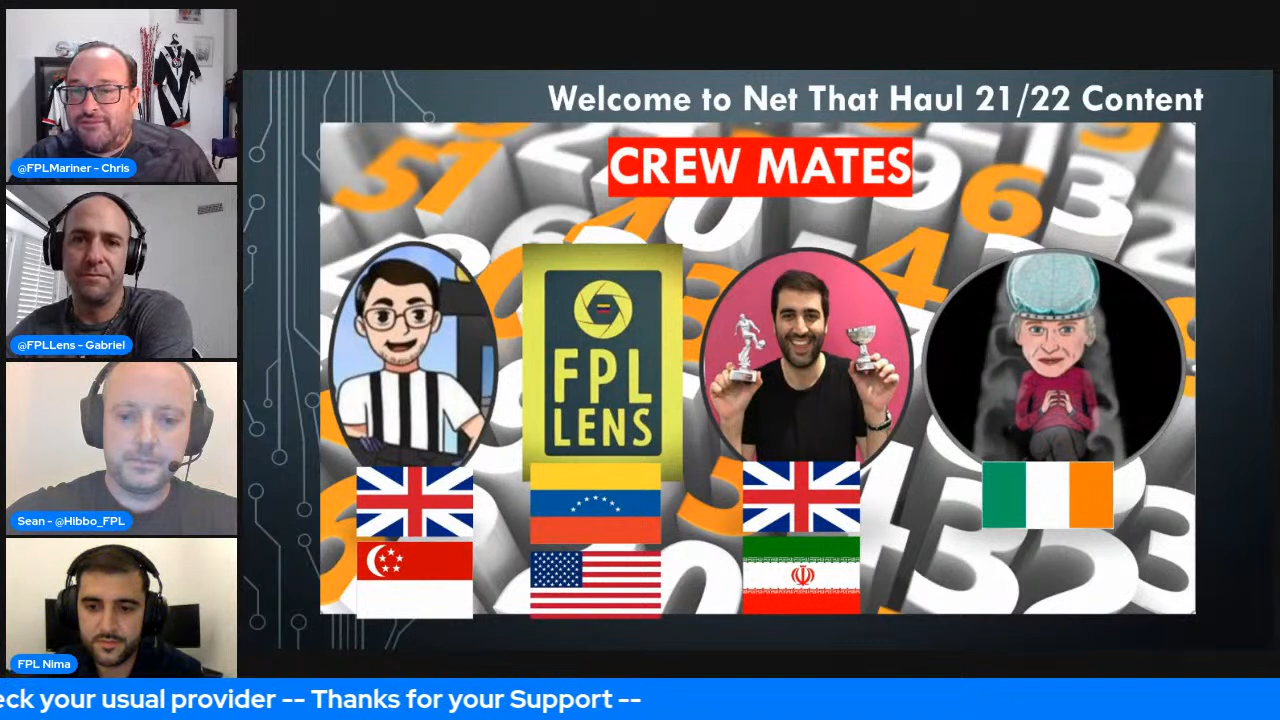 Welcome to Net That Haul 21/22 Content
CREW MATES
FPL
LENS
@FPLMariner - Chris
@FPLLens - Gabriel
Sean - @Hibbo_FPL
FPL Nima
eck your usual provider -- Thanks for your Support --